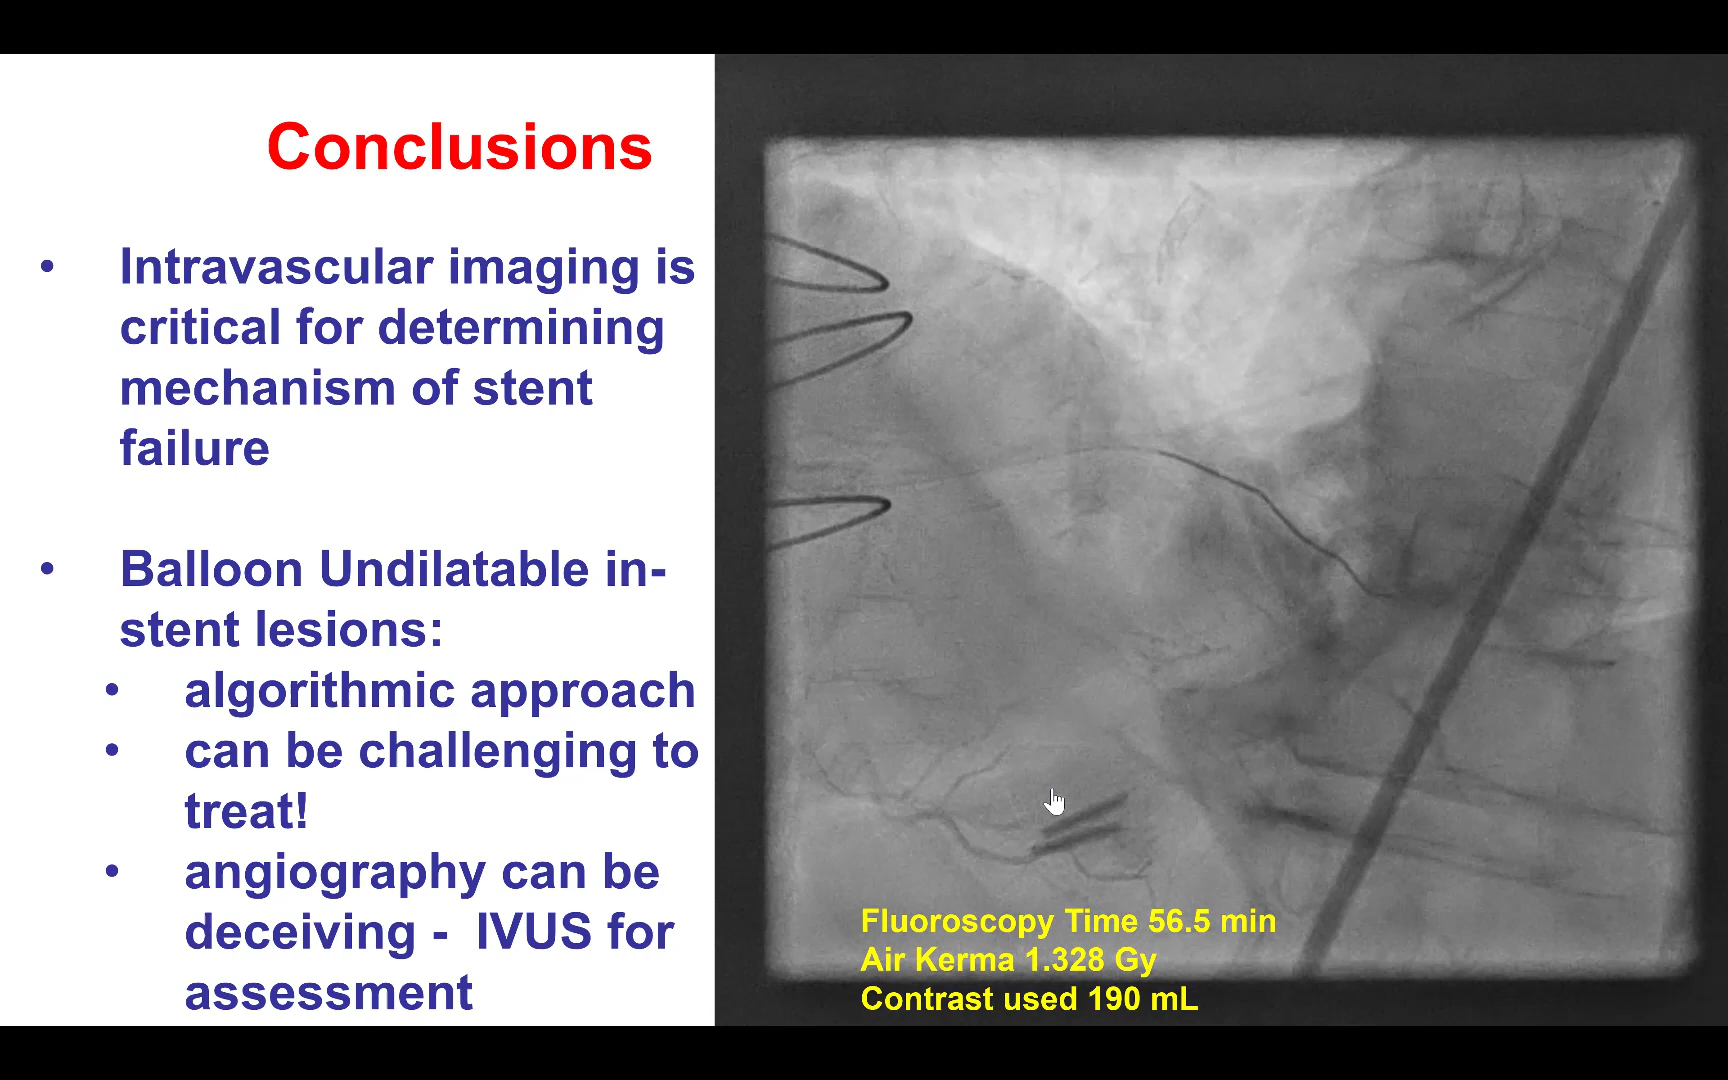 Conclusions
• Intravascular imaging is
critical for determining
mechanism of stent
failure
• Balloon Undilatable in-
stent lesions:
• algorithmic approach
• can be challenging to
treat!
• angiography can be
deceiving - IVUS for
assessment
Fluoroscopy Time 56.5 min
Air Kerma 1.328 Gy
Contrast used 190 mL